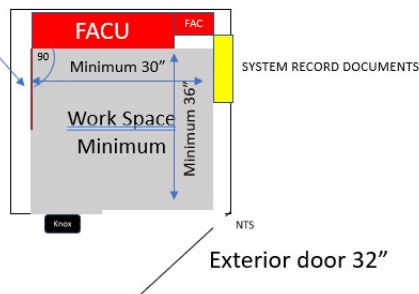 FACU
FAC
90
Minimum 30”
SYSTEM RECORD DOCUMENTS
Minimum 36”
Work Space
Minimum
Knox
NTS
Exterior door 32”